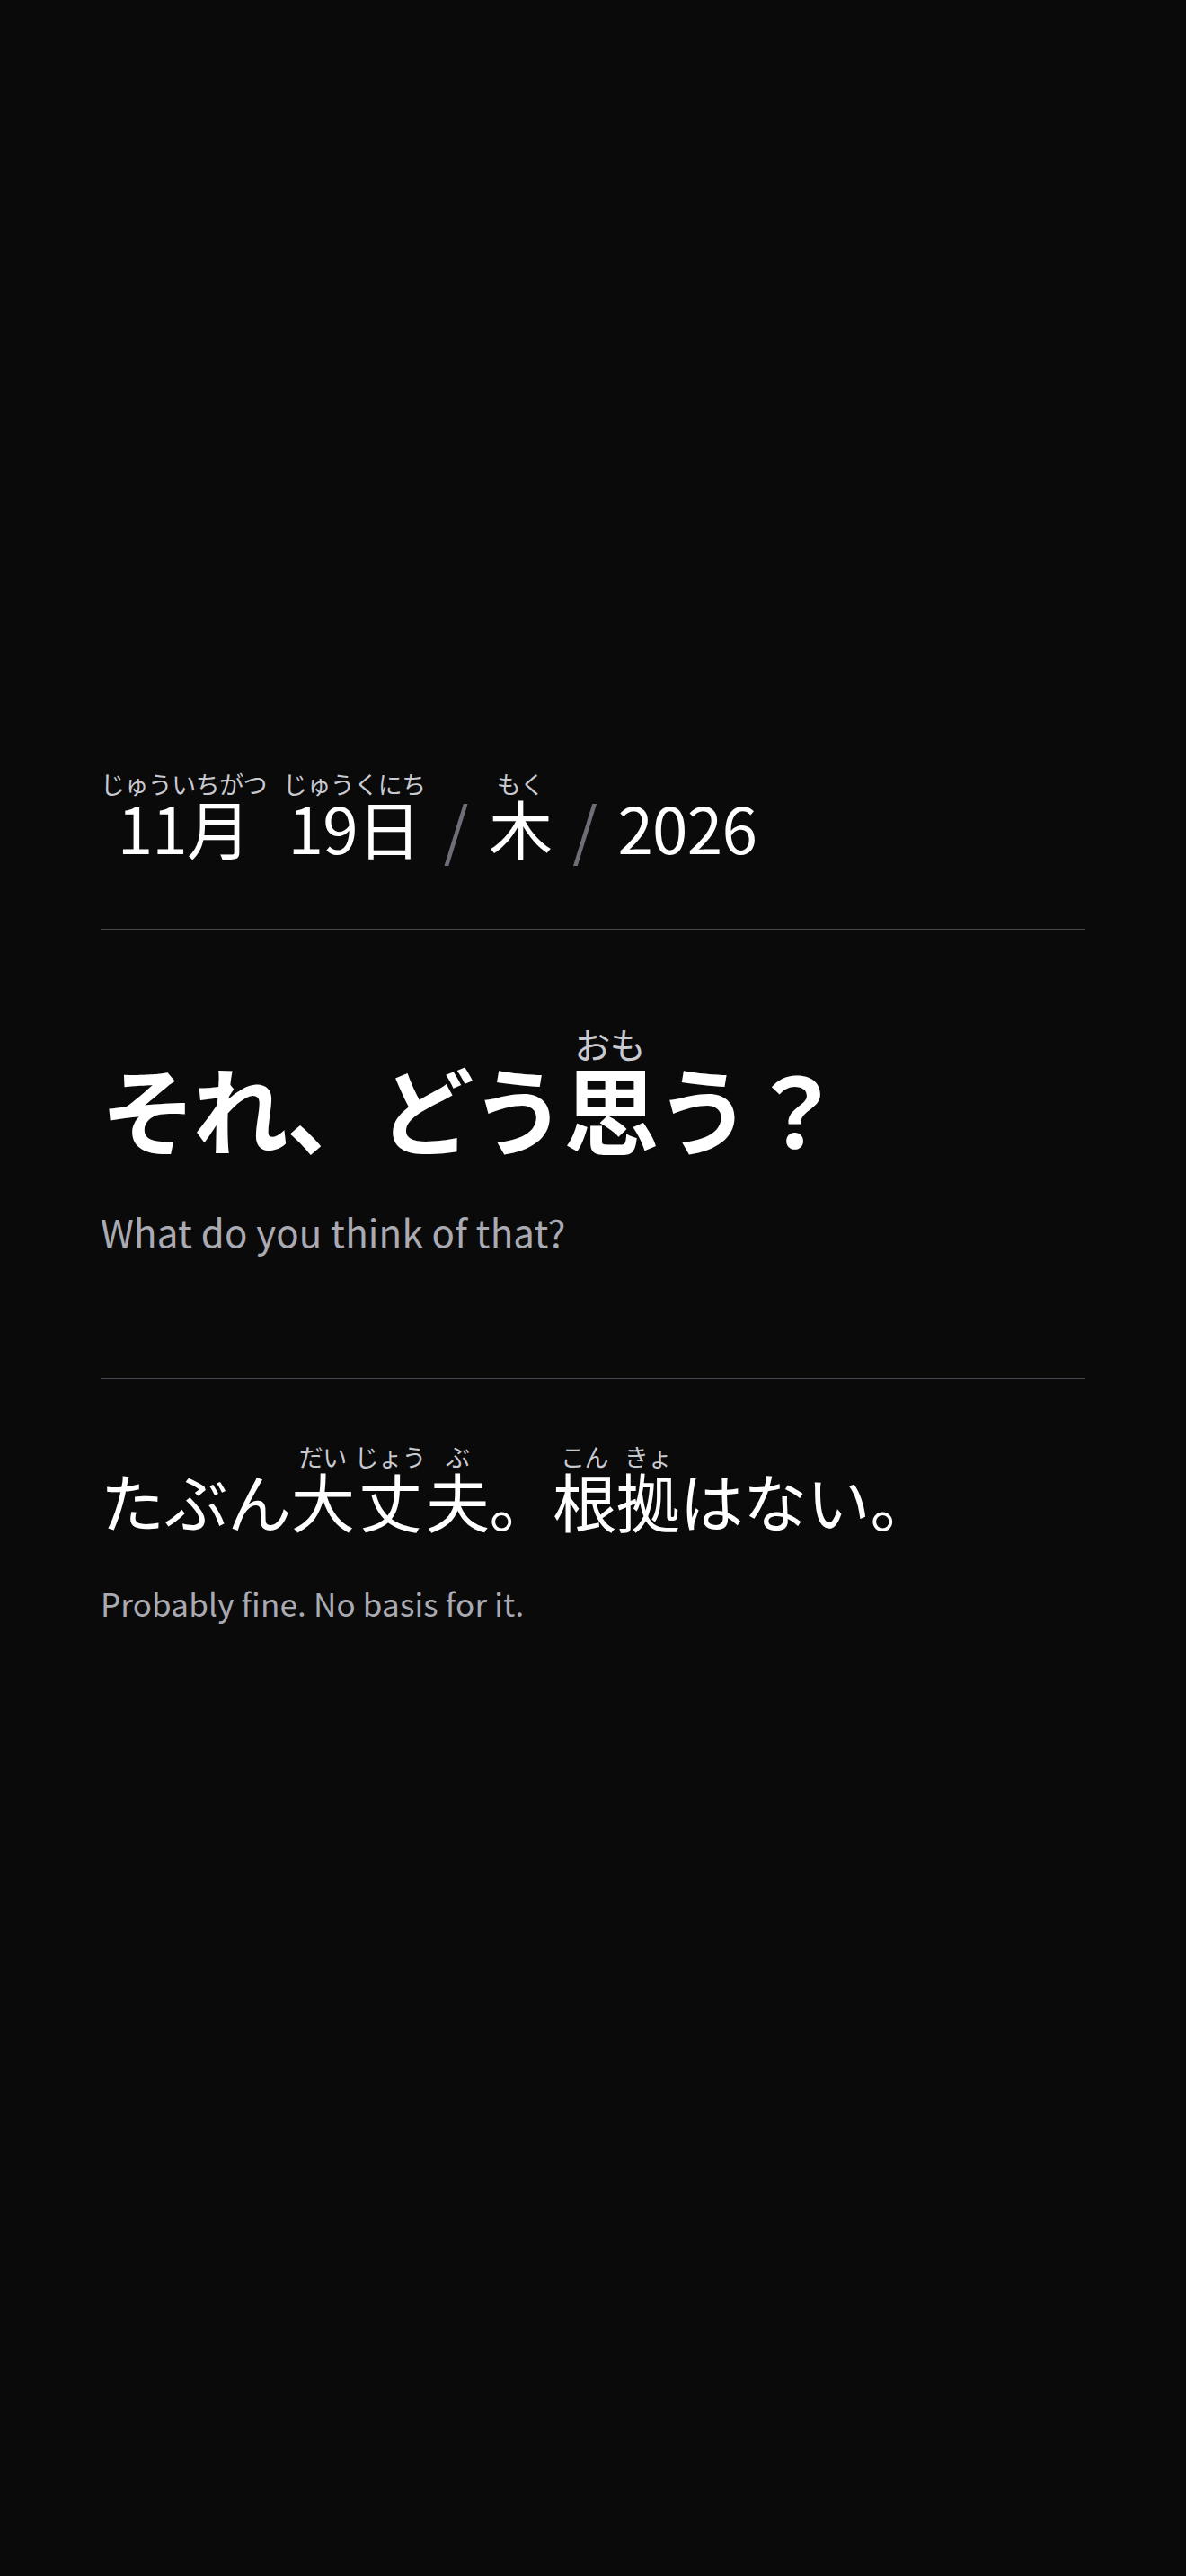 じゅういちがつ じゅうくにち もく
11月 19日 / 木 / 2026
おも
それ、どう思う？
What do you think of that?
だい じょう ぶ こん きょ
たぶん大丈夫。根拠はない。
Probably fine. No basis for it.